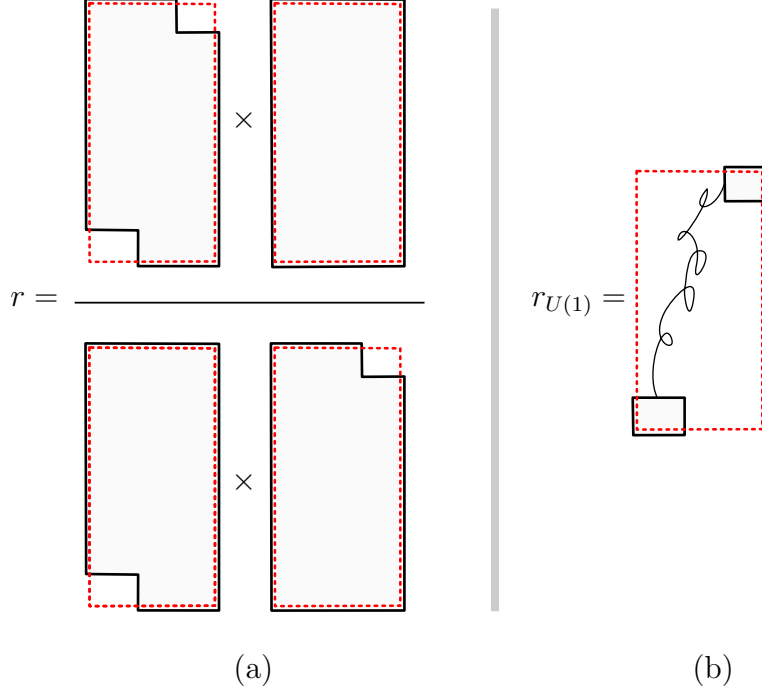 ×
r =
r_{U(1)} =
×
(a)
(b)